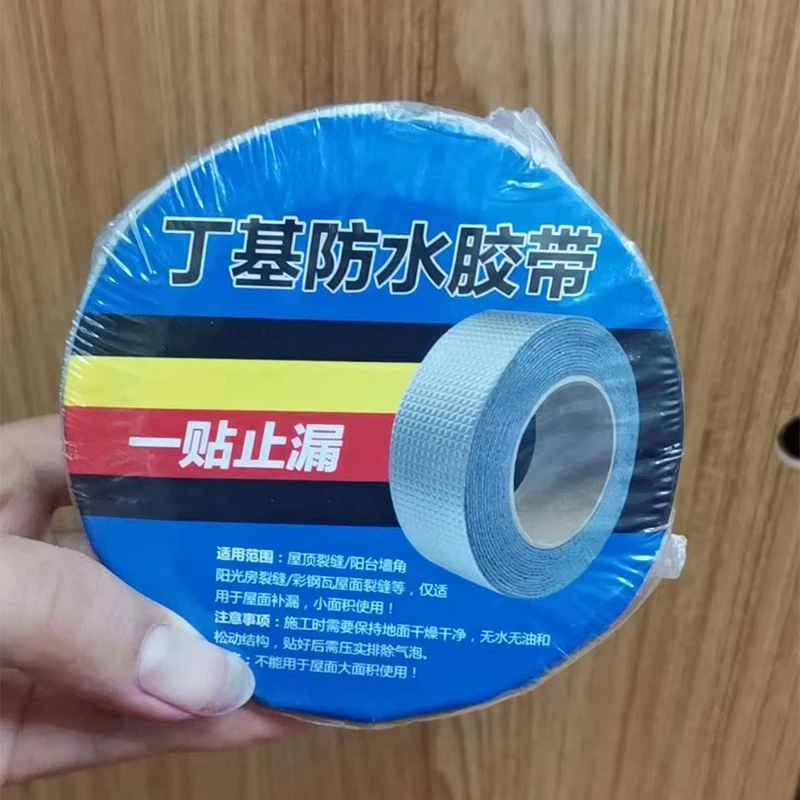 丁基防水胶带
一贴止漏
适用范围：屋顶裂缝/阳台墙角
阳光房裂缝/彩钢瓦屋面裂缝等，仅适
用于屋面补漏，小面积使用！
注意事项：施工时需要保持地面干燥干净，无水无油和
松动结构，贴好后需压实排除气泡。
：不能用于屋面大面积使用！